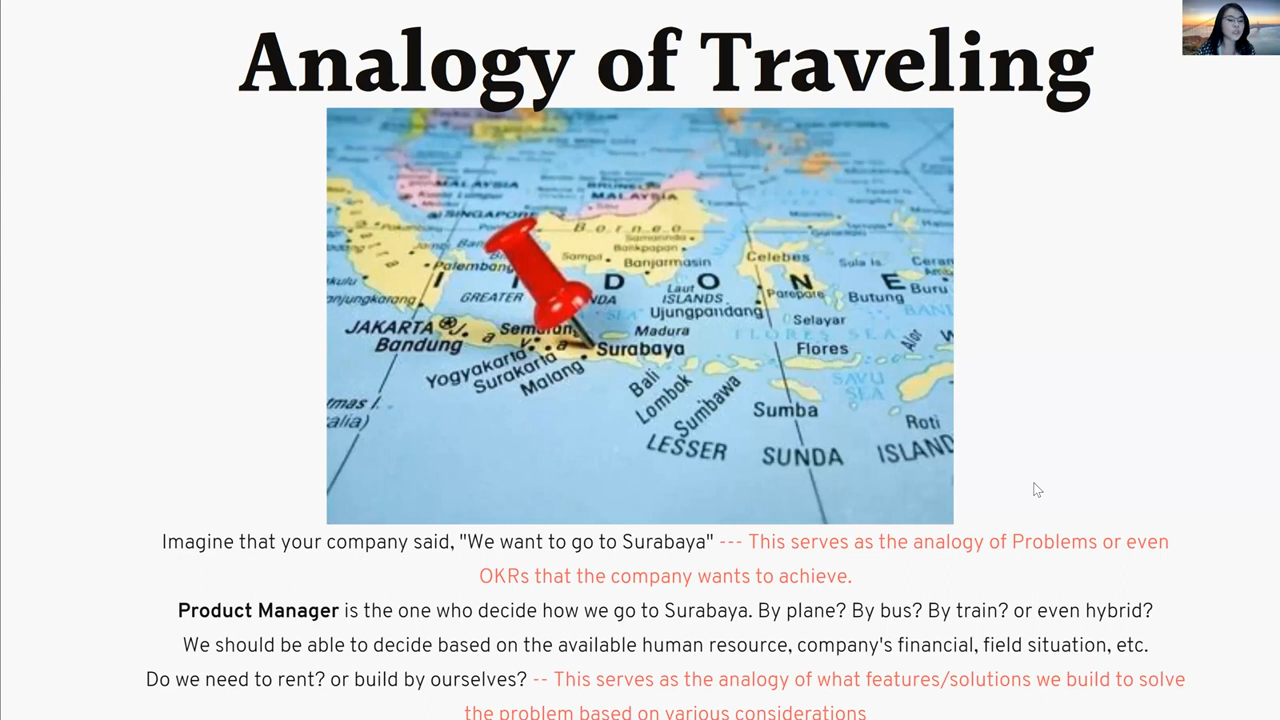 Analogy of Traveling
MALAYSIA
BRUNEI
MALAYSIA
SINGAPORE
Borneo
Samarinda
Balikpapan
Banjarmasin
Palembang
Celebes
Sula Is.
Ceram
I
D O N E
GREATER
Laut
ISLANDS
Parepare
Butung
Buru
Ujungpandang
JAKARTA
Madura
Selayar
FLORES SEA
Bandung
Surabaya
Flores
Alor
Yogyakarta
Surakarta
Malang
Bali
Lombok
Sumbawa
SAVU
SEA
Sumba
Roti
LESSER SUNDA ISLAND
Imagine that your company said, "We want to go to Surabaya" --- This serves as the analogy of Problems or even
OKRs that the company wants to achieve.
Product Manager is the one who decide how we go to Surabaya. By plane? By bus? By train? or even hybrid?
We should be able to decide based on the available human resource, company's financial, field situation, etc.
Do we need to rent? or build by ourselves? -- This serves as the analogy of what features/solutions we build to solve
the problem based on various considerations